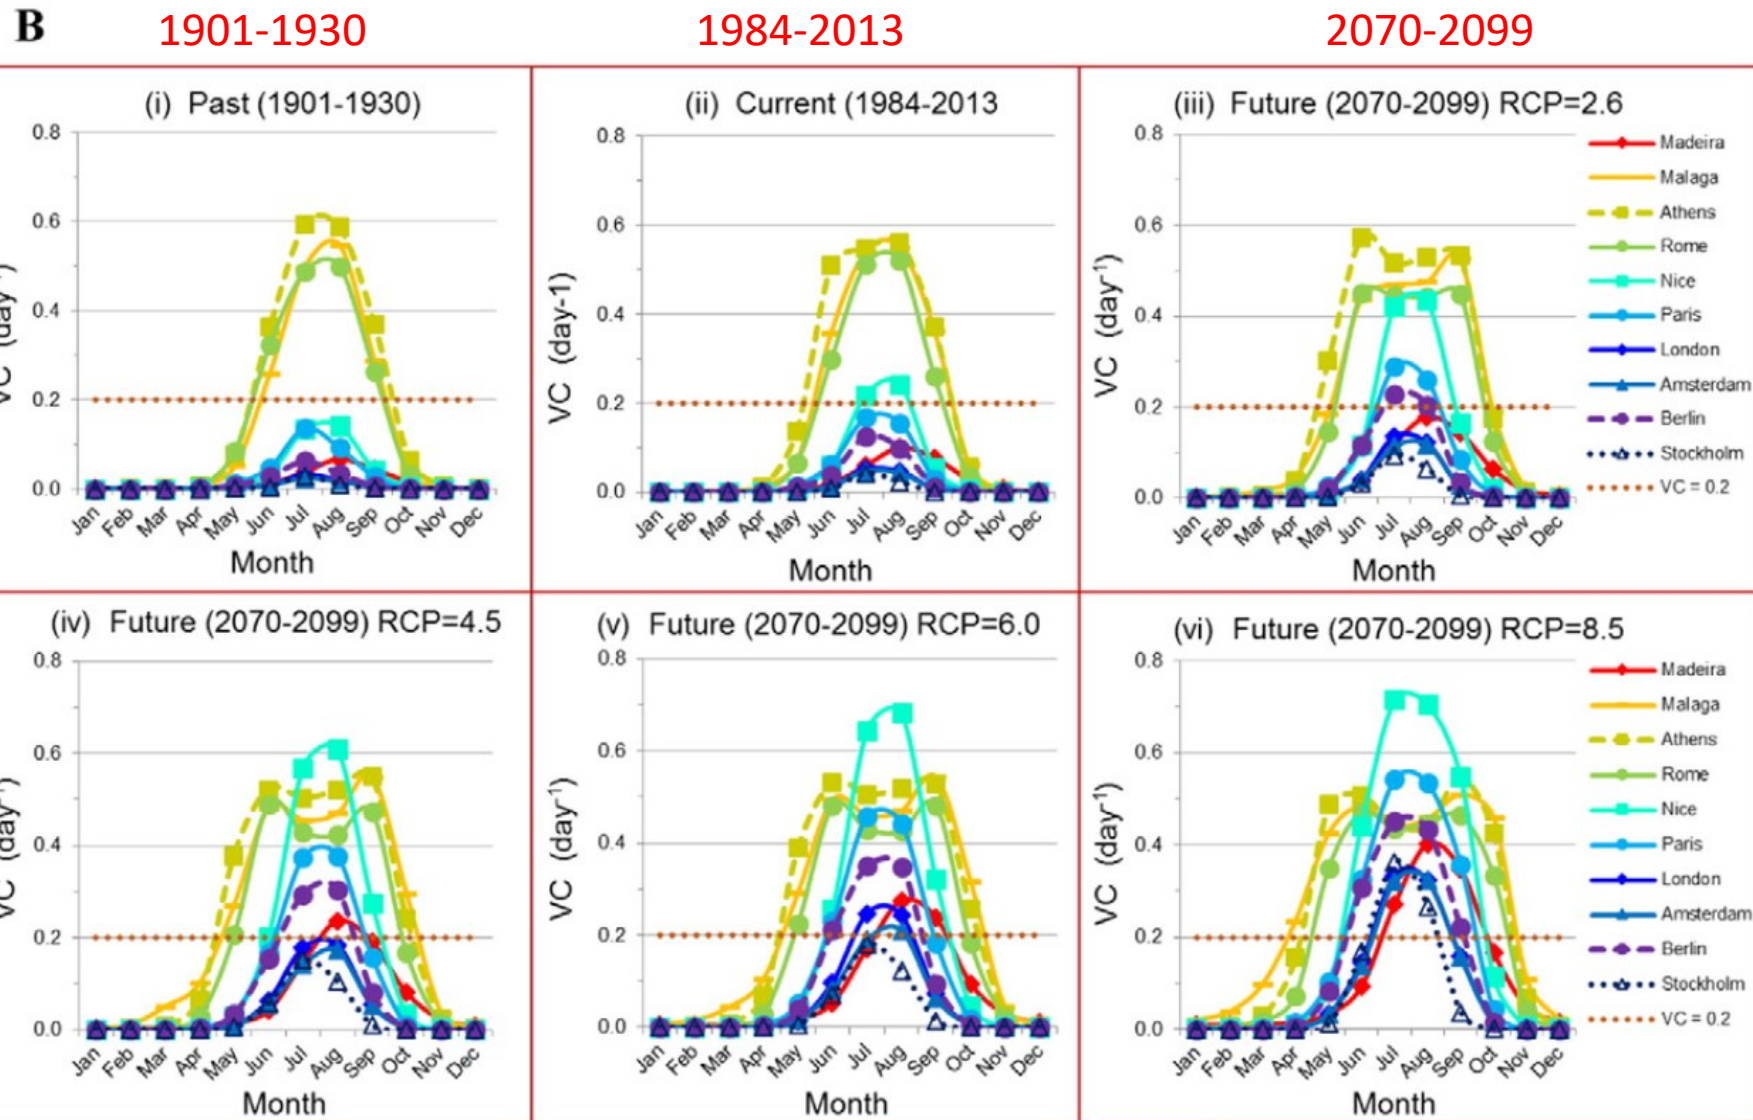 B
1901-1930
1984-2013
2070-2099
(i) Past (1901-1930)
0.8
0.6
0.4
0.2
0.0
VC (day⁻¹)
Jan Feb Mar Apr May Jun Jul Aug Sep Oct Nov Dec
Month
(ii) Current (1984-2013
0.8
0.6
0.4
0.2
0.0
VC (day-1)
Jan Feb Mar Apr May Jun Jul Aug Sep Oct Nov Dec
Month
(iii) Future (2070-2099) RCP=2.6
0.8
0.6
0.4
0.2
0.0
VC (day⁻¹)
Jan Feb Mar Apr May Jun Jul Aug Sep Oct Nov Dec
Month
Madeira
Malaga
Athens
Rome
Nice
Paris
London
Amsterdam
Berlin
Stockholm
VC = 0.2
(iv) Future (2070-2099) RCP=4.5
0.8
0.6
0.4
0.2
0.0
VC (day⁻¹)
Jan Feb Mar Apr May Jun Jul Aug Sep Oct Nov Dec
Month
(v) Future (2070-2099) RCP=6.0
0.8
0.6
0.4
0.2
0.0
VC (day⁻¹)
Jan Feb Mar Apr May Jun Jul Aug Sep Oct Nov Dec
Month
(vi) Future (2070-2099) RCP=8.5
0.8
0.6
0.4
0.2
0.0
VC (day⁻¹)
Jan Feb Mar Apr May Jun Jul Aug Sep Oct Nov Dec
Month
Madeira
Malaga
Athens
Rome
Nice
Paris
London
Amsterdam
Berlin
Stockholm
VC = 0.2